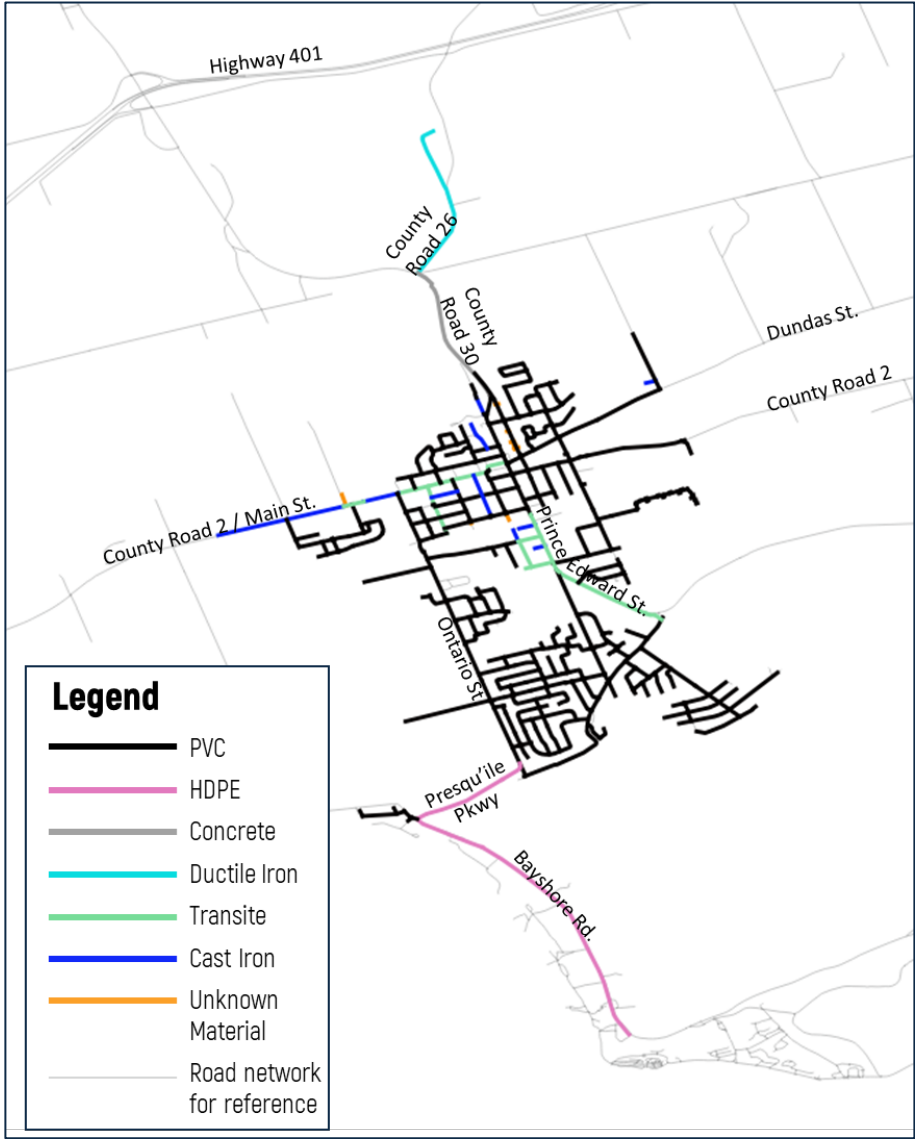 Highway 401
County
Road 26
County
Road 30
Dundas St.
County Road 2
County Road 2 / Main St.
Prince Edward St.
Ontario St.
Presqu'ile
Pkwy
Bayshore Rd.
Legend
PVC
HDPE
Concrete
Ductile Iron
Transite
Cast Iron
Unknown
Material
Road network
for reference